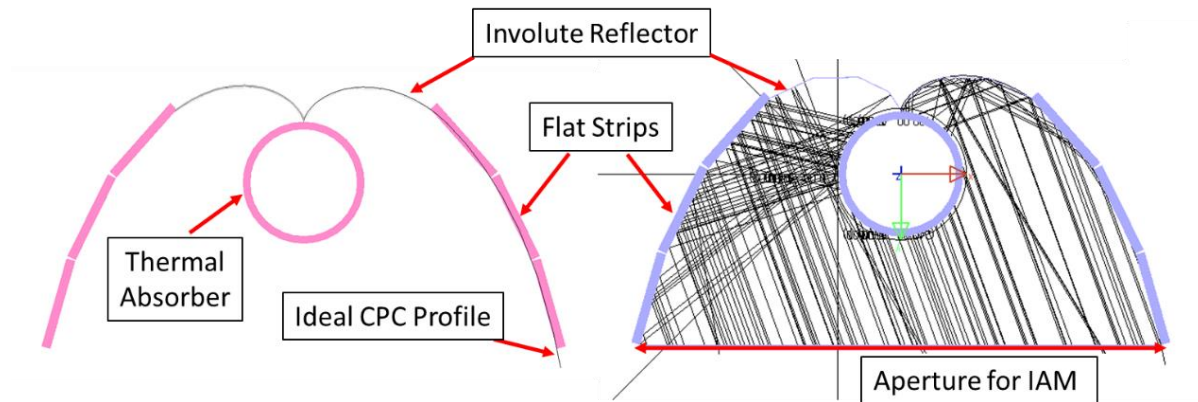 Involute Reflector
Flat Strips
Thermal
Absorber
Ideal CPC Profile
Aperture for IAM